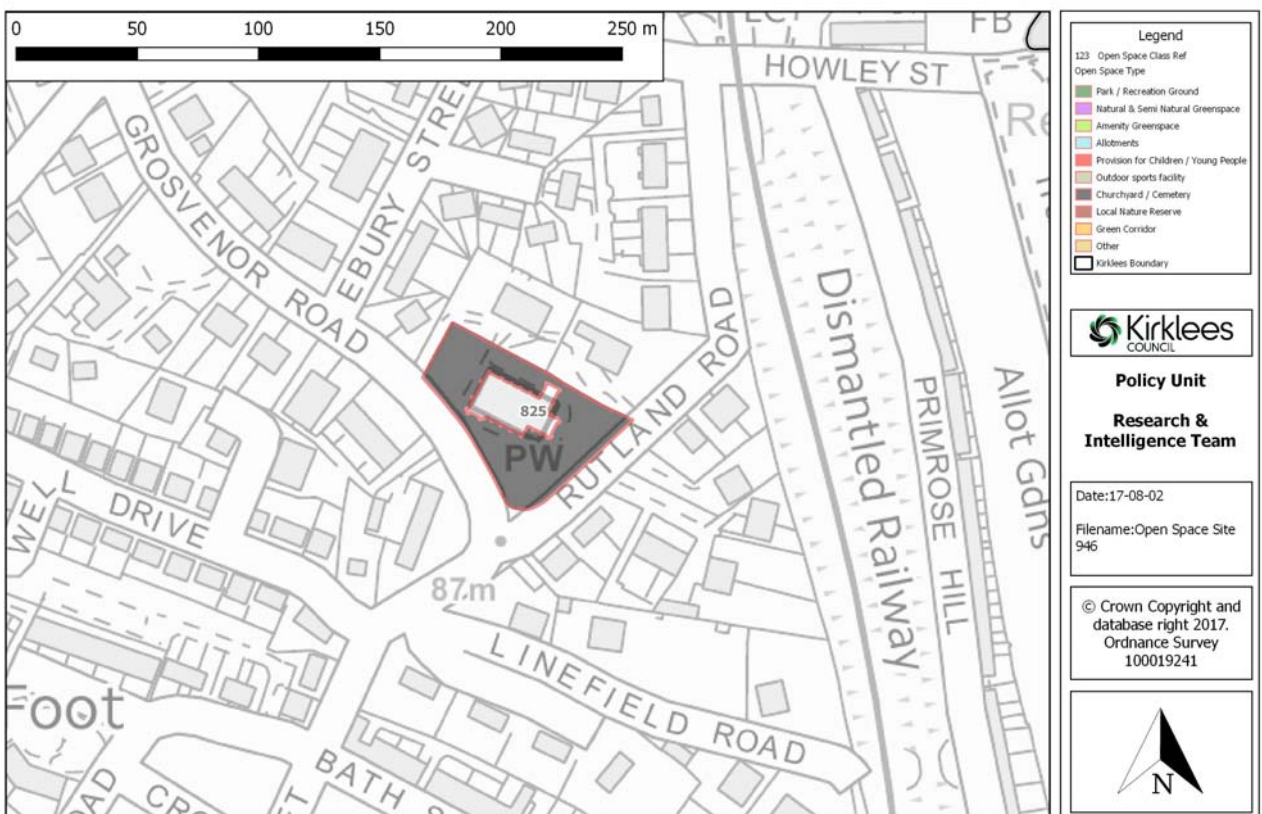 0 50 100 150 200 250 m
FB
HOWLEY ST
GROSVENOR ROAD
EBURY STREE
RUTLAND ROAD
825
PW
Dismantled Railway
PRIMROSE HILL
Allot Gdns
WELL DRIVE
87m
LINEFIELD ROAD
Foot
BATH S
CRO
OAD
ET
Legend
123 Open Space Class Ref
Open Space Type
Park / Recreation Ground
Natural & Semi Natural Greenspace
Amenity Greenspace
Allotments
Provision for Children / Young People
Outdoor sports facility
Churchyard / Cemetery
Local Nature Reserve
Green Corridor
Other
Kirklees Boundary
Kirklees
COUNCIL
Policy Unit
Research &
Intelligence Team
Date:17-08-02
Filename:Open Space Site
946
© Crown Copyright and
database right 2017.
Ordnance Survey
100019241
N